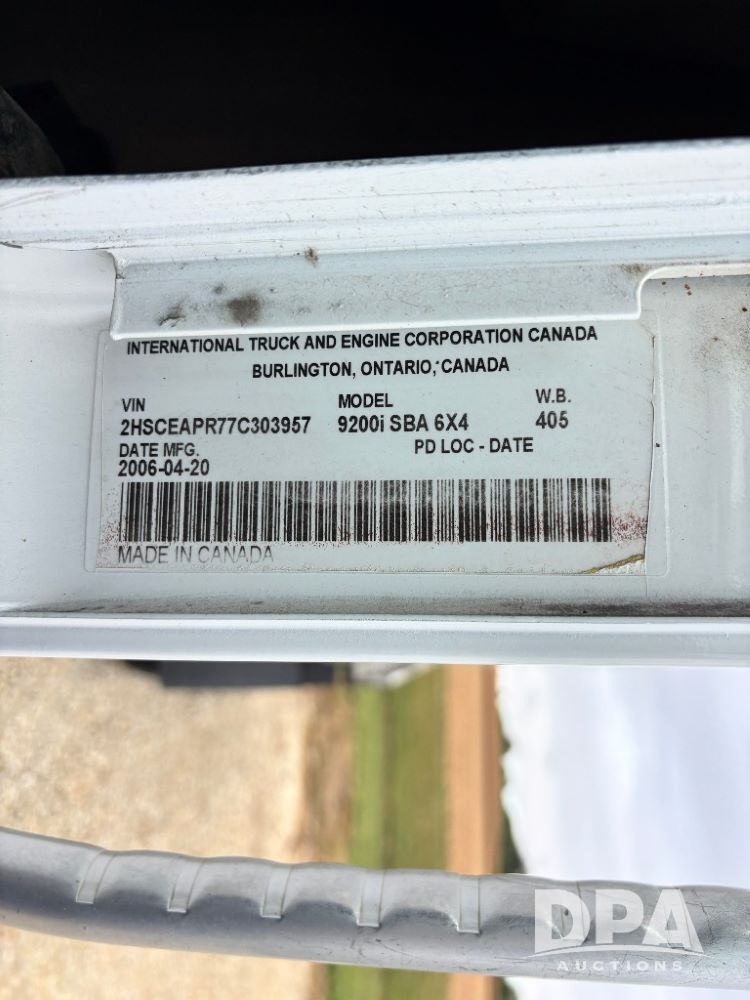 INTERNATIONAL TRUCK AND ENGINE CORPORATION CANADA
BURLINGTON, ONTARIO, CANADA
VIN MODEL W.B.
2HSCEAPR77C303957 9200i SBA 6X4 405
DATE MFG. PD LOC - DATE
2006-04-20
MADE IN CANADA
DPA
AUCTIONS